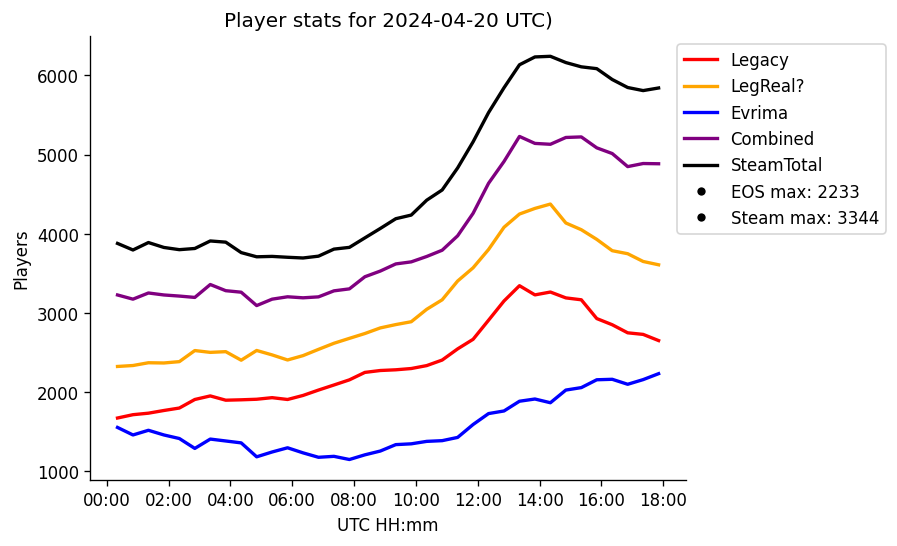 Player stats for 2024-04-20 UTC)
Legacy
LegReal?
Evrima
Combined
SteamTotal
EOS max: 2233
Steam max: 3344
Players
6000
5000
4000
3000
2000
1000
00:00 02:00 04:00 06:00 08:00 10:00 12:00 14:00 16:00 18:00
UTC HH:mm